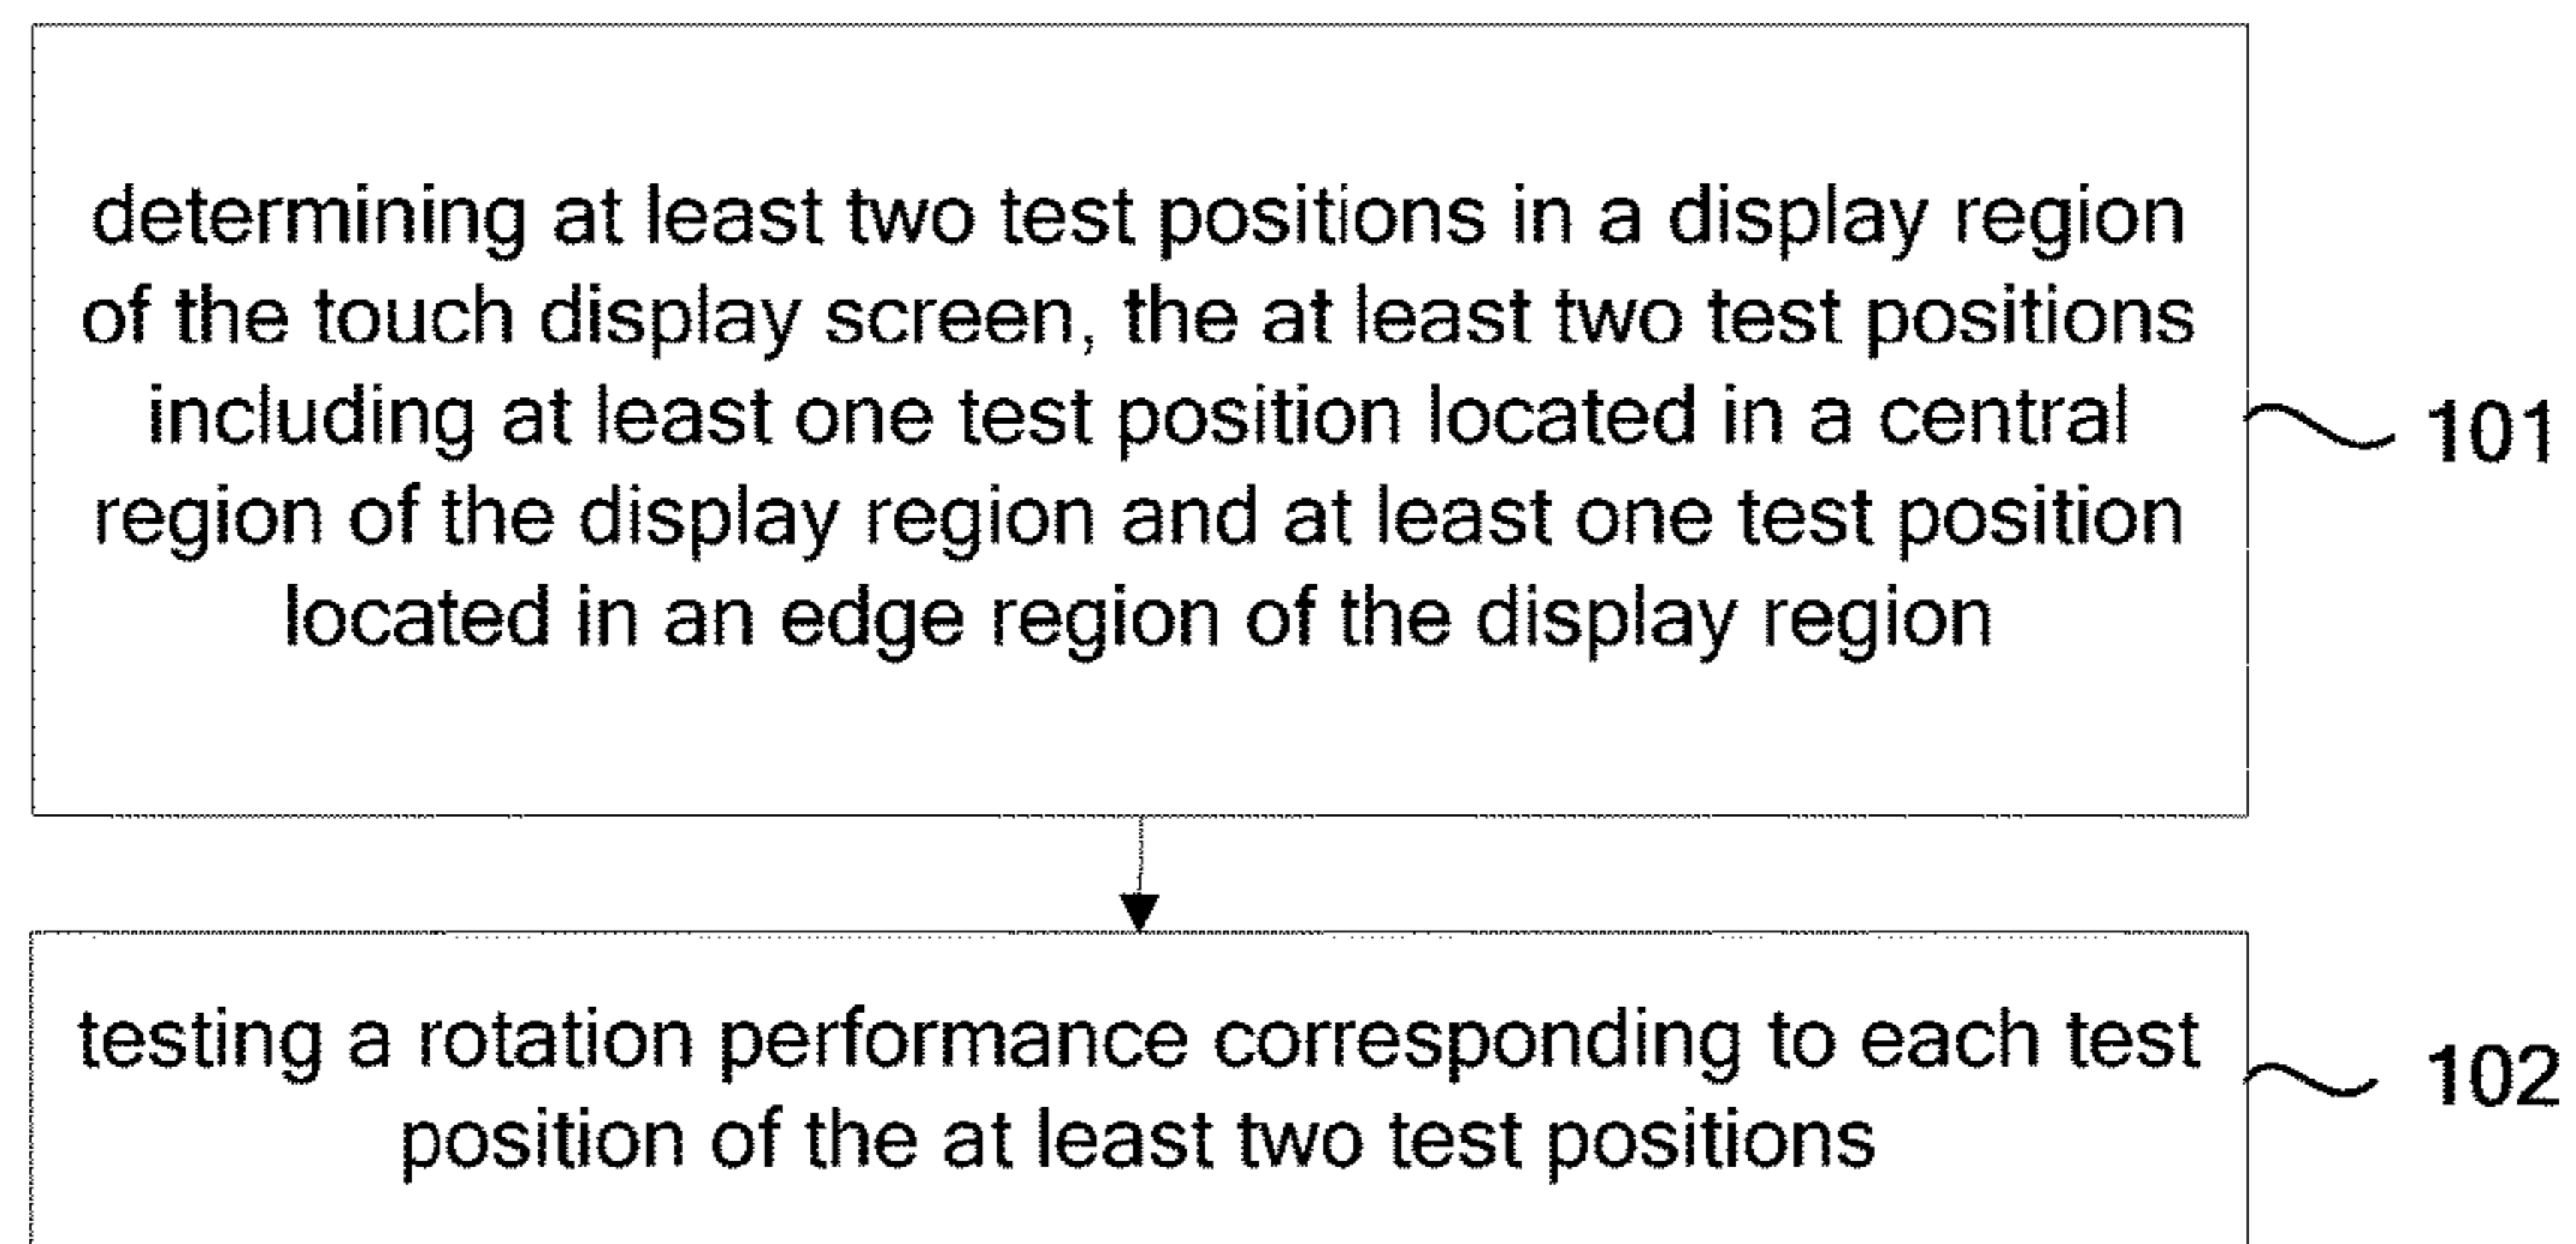 determining at least two test positions in a display region
of the touch display screen, the at least two test positions
including at least one test position located in a central
region of the display region and at least one test position
located in an edge region of the display region
101
testing a rotation performance corresponding to each test
position of the at least two test positions
102